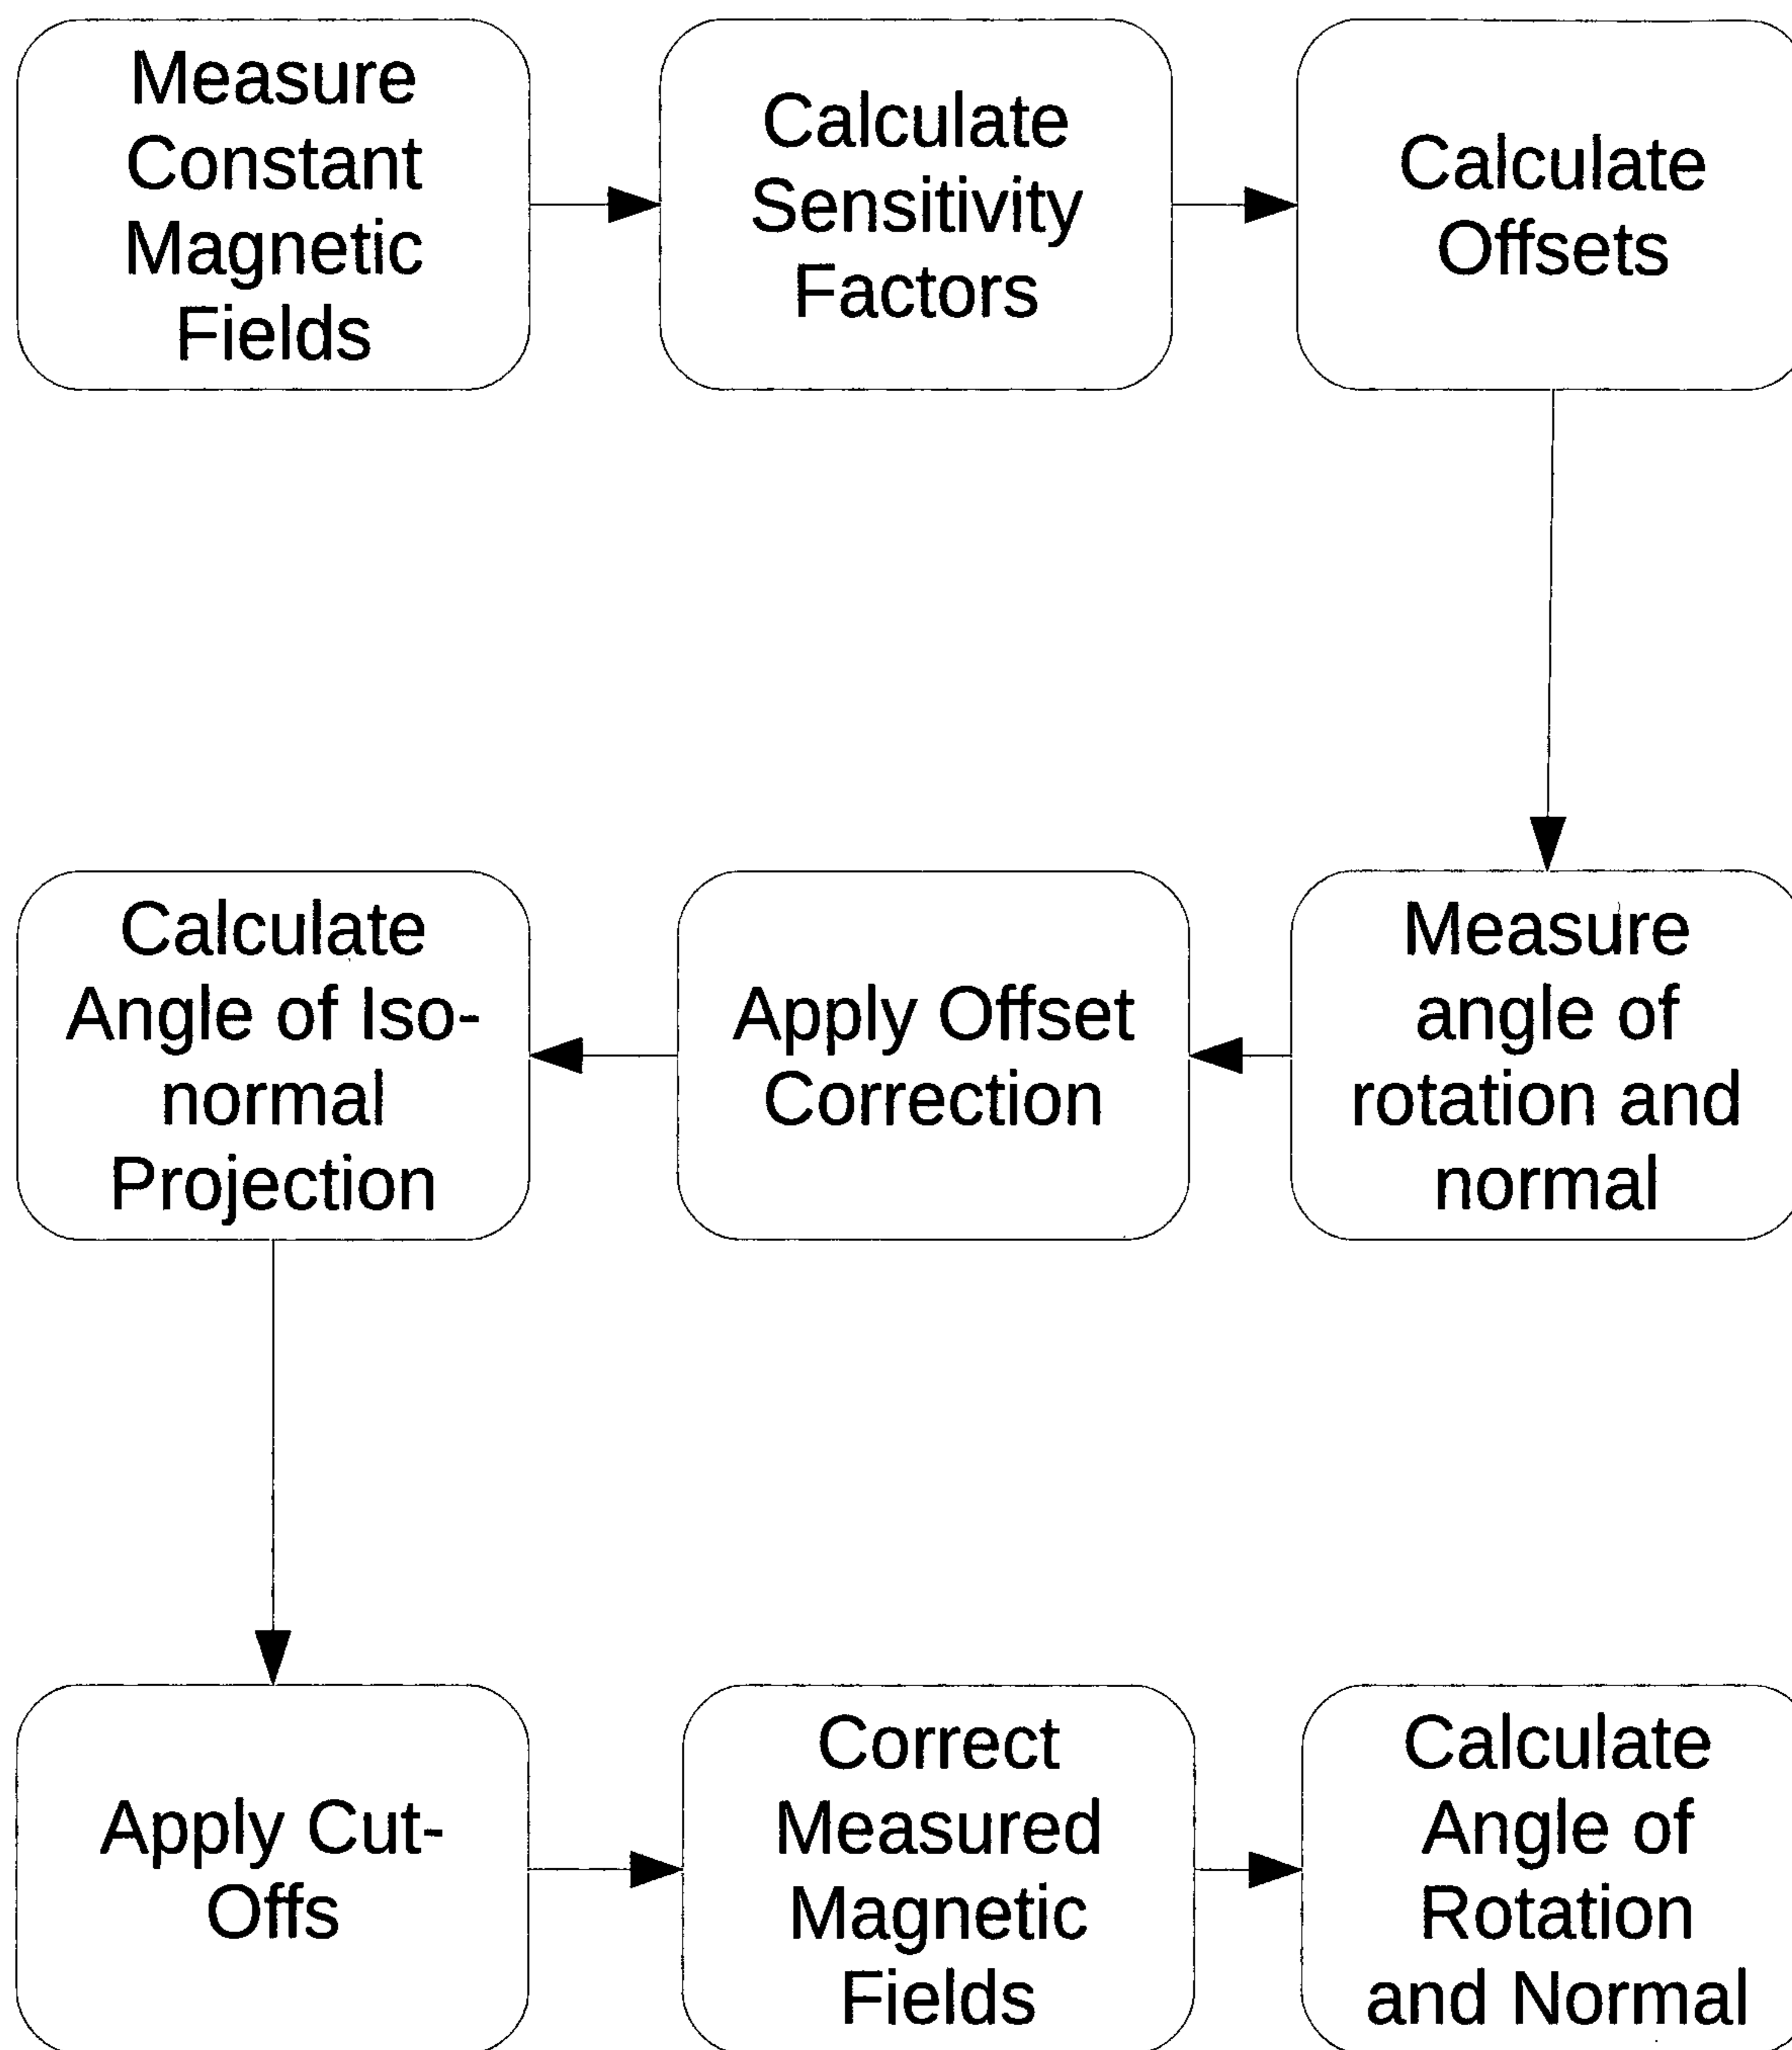 Measure
Constant
Magnetic
Fields
Calculate
Sensitivity
Factors
Calculate
Offsets
Measure
angle of
rotation and
normal
Apply Offset
Correction
Calculate
Angle of Iso-
normal
Projection
Apply Cut-
Offs
Correct
Measured
Magnetic
Fields
Calculate
Angle of
Rotation
and Normal